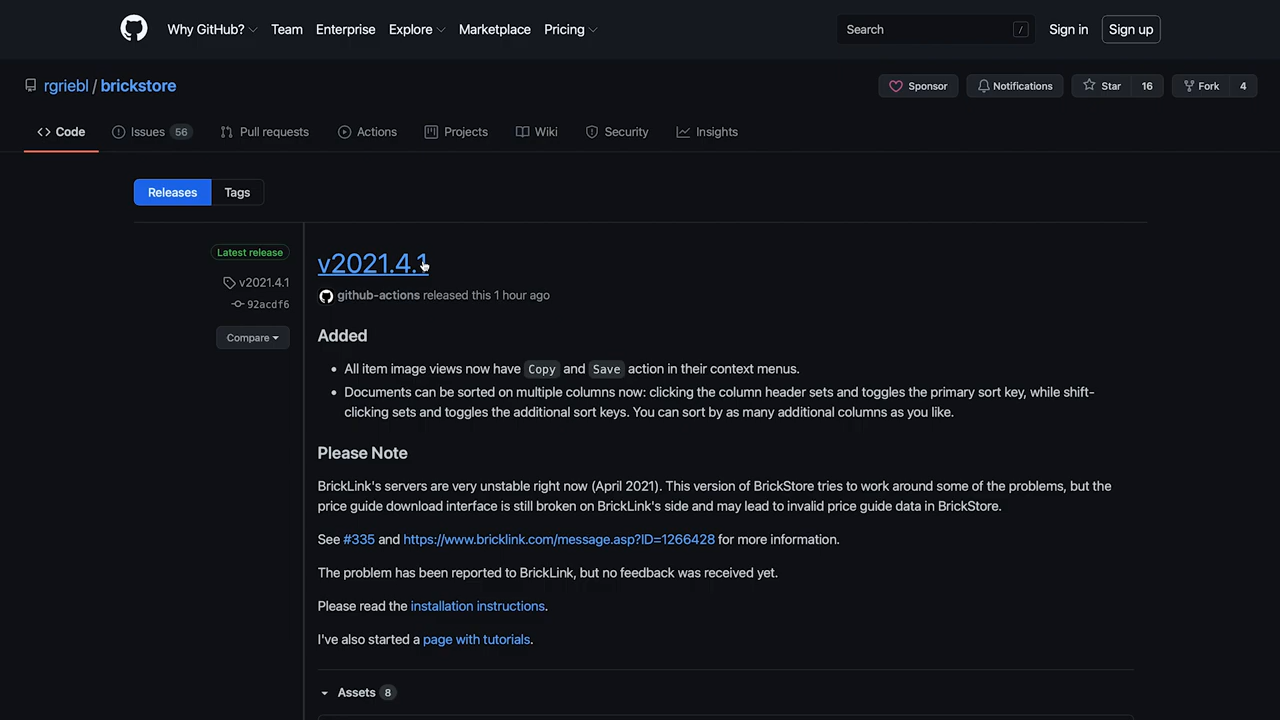 Why GitHub? Team Enterprise Explore Marketplace Pricing Search / Sign in Sign up
rgriebl / brickstore Sponsor Notifications Star 16 Fork 4
<> Code Issues 56 Pull requests Actions Projects Wiki Security Insights
Releases Tags
Latest release
v2021.4.1
92acdf6
Compare
v2021.4.1
github-actions released this 1 hour ago
Added
• All item image views now have Copy and Save action in their context menus.
• Documents can be sorted on multiple columns now: clicking the column header sets and toggles the primary sort key, while shift-
clicking sets and toggles the additional sort keys. You can sort by as many additional columns as you like.
Please Note
BrickLink's servers are very unstable right now (April 2021). This version of BrickStore tries to work around some of the problems, but the
price guide download interface is still broken on BrickLink's side and may lead to invalid price guide data in BrickStore.
See #335 and https://www.bricklink.com/message.asp?ID=1266428 for more information.
The problem has been reported to BrickLink, but no feedback was received yet.
Please read the installation instructions.
I've also started a page with tutorials.
Assets 8